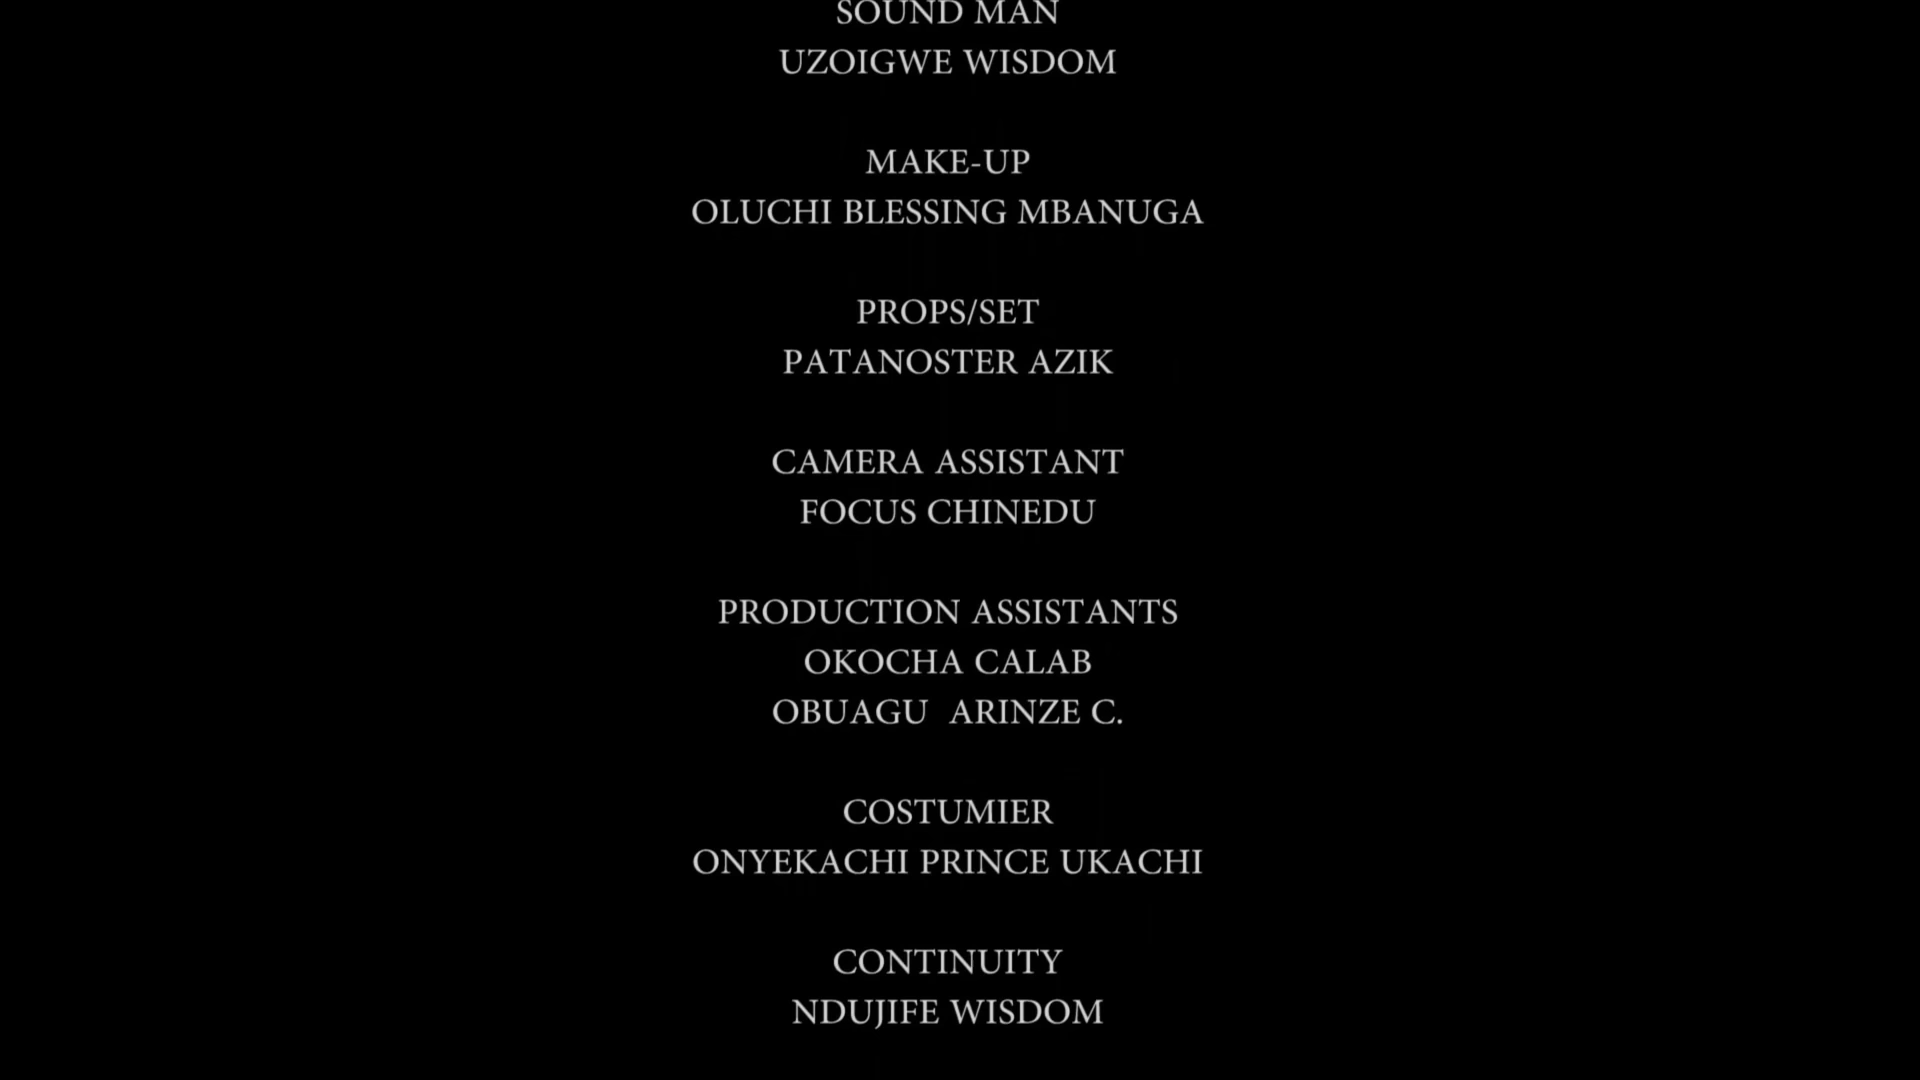 SOUND MAN
UZOIGWE WISDOM
MAKE-UP
OLUCHI BLESSING MBANUGA
PROPS/SET
PATANOSTER AZIK
CAMERA ASSISTANT
FOCUS CHINEDU
PRODUCTION ASSISTANTS
OKOCHA CALAB
OBUAGU  ARINZE C.
COSTUMIER
ONYEKACHI PRINCE UKACHI
CONTINUITY
NDUJIFE WISDOM